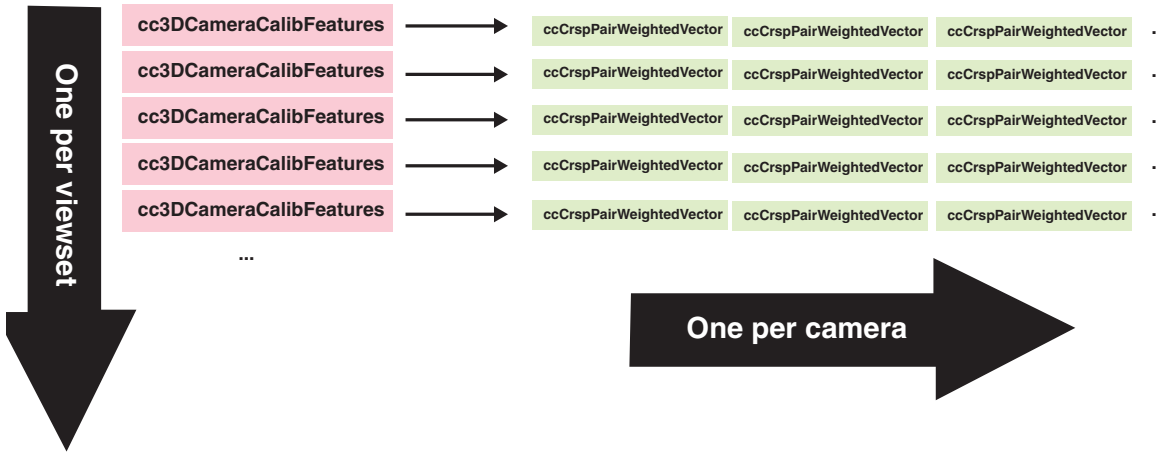 One per viewset
cc3DCameraCalibFeatures ccCrspPairWeightedVector ccCrspPairWeightedVector ccCrspPairWeightedVector .
cc3DCameraCalibFeatures ccCrspPairWeightedVector ccCrspPairWeightedVector ccCrspPairWeightedVector .
cc3DCameraCalibFeatures ccCrspPairWeightedVector ccCrspPairWeightedVector ccCrspPairWeightedVector .
cc3DCameraCalibFeatures ccCrspPairWeightedVector ccCrspPairWeightedVector ccCrspPairWeightedVector .
cc3DCameraCalibFeatures ccCrspPairWeightedVector ccCrspPairWeightedVector ccCrspPairWeightedVector .
...
One per camera